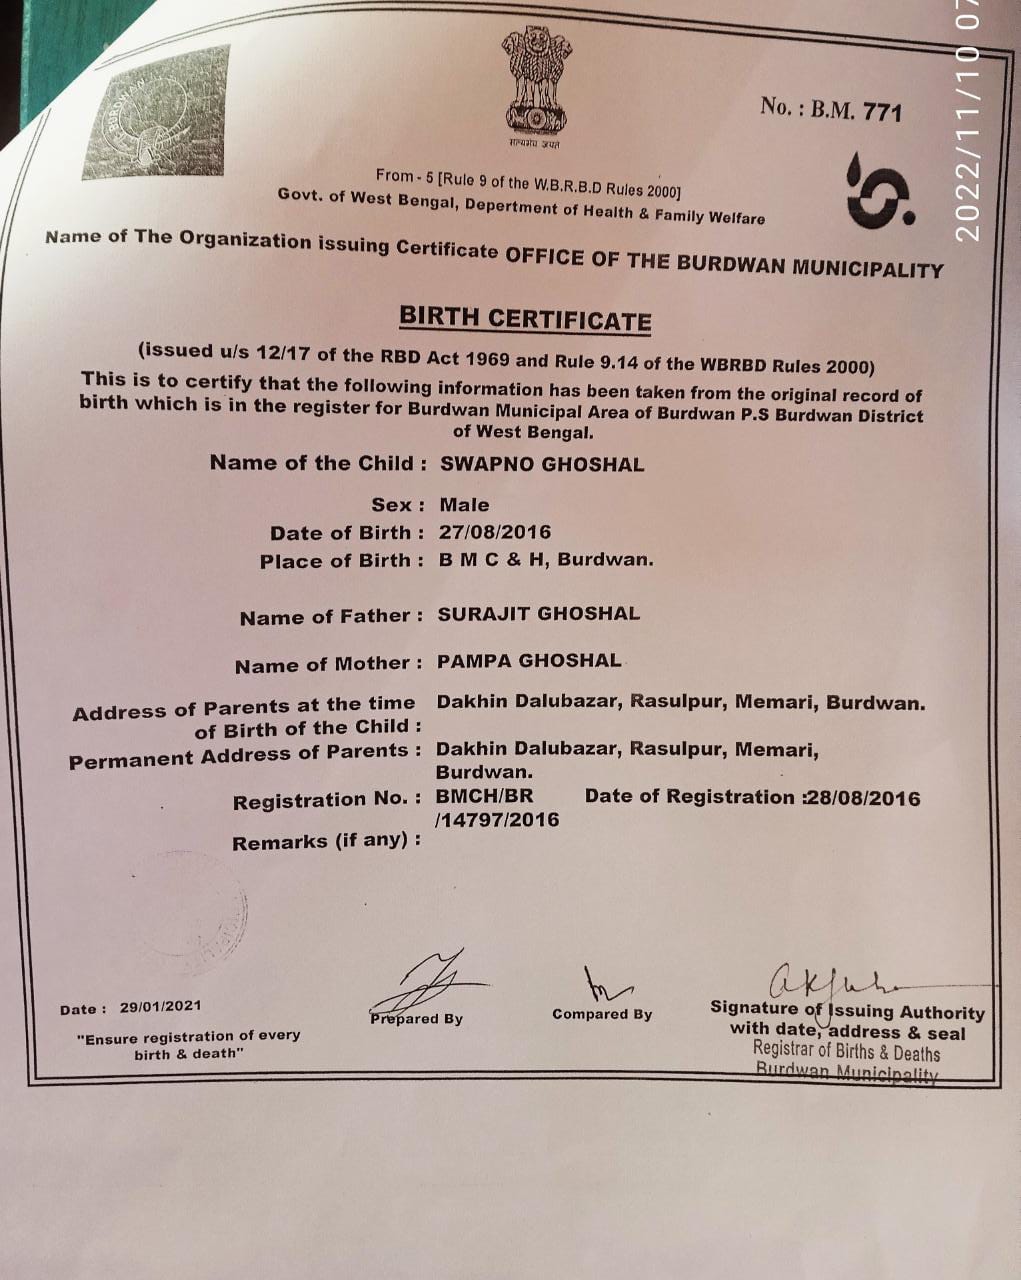 BURDWAN
सत्यमेव जयते
No. : B.M. 771
2022/11/10 07
From - 5 [Rule 9 of the W.B.R.B.D Rules 2000]
Govt. of West Bengal, Depertment of Health & Family Welfare
Name of The Organization issuing Certificate OFFICE OF THE BURDWAN MUNICIPALITY
BIRTH CERTIFICATE
(issued u/s 12/17 of the RBD Act 1969 and Rule 9.14 of the WBRBD Rules 2000)
This is to certify that the following information has been taken from the original record of
birth which is in the register for Burdwan Municipal Area of Burdwan P.S Burdwan District
of West Bengal.
Name of the Child : SWAPNO GHOSHAL
Sex : Male
Date of Birth : 27/08/2016
Place of Birth : B M C & H, Burdwan.
Name of Father : SURAJIT GHOSHAL
Name of Mother : PAMPA GHOSHAL
Address of Parents at the time Dakhin Dalubazar, Rasulpur, Memari, Burdwan.
of Birth of the Child :
Permanent Address of Parents : Dakhin Dalubazar, Rasulpur, Memari,
Burdwan.
Registration No. : BMCH/BR Date of Registration :28/08/2016
/14797/2016
Remarks (if any) :
Date : 29/01/2021
Prepared By
Compared By
Signature of Issuing Authority
with date, address & seal
Registrar of Births & Deaths
Burdwan Municipality
"Ensure registration of every
birth & death"